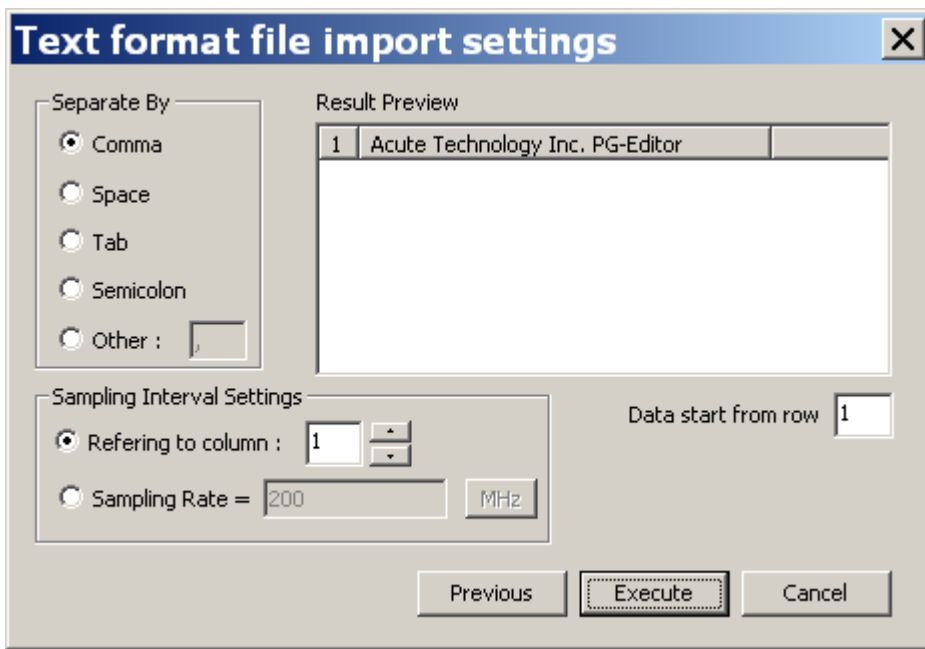 Text format file import settings
Separate By
Comma
Space
Tab
Semicolon
Other : ,
Result Preview
1 Acute Technology Inc. PG-Editor
Sampling Interval Settings
Refering to column : 1
Sampling Rate = 200 MHz
Data start from row 1
Previous Execute Cancel